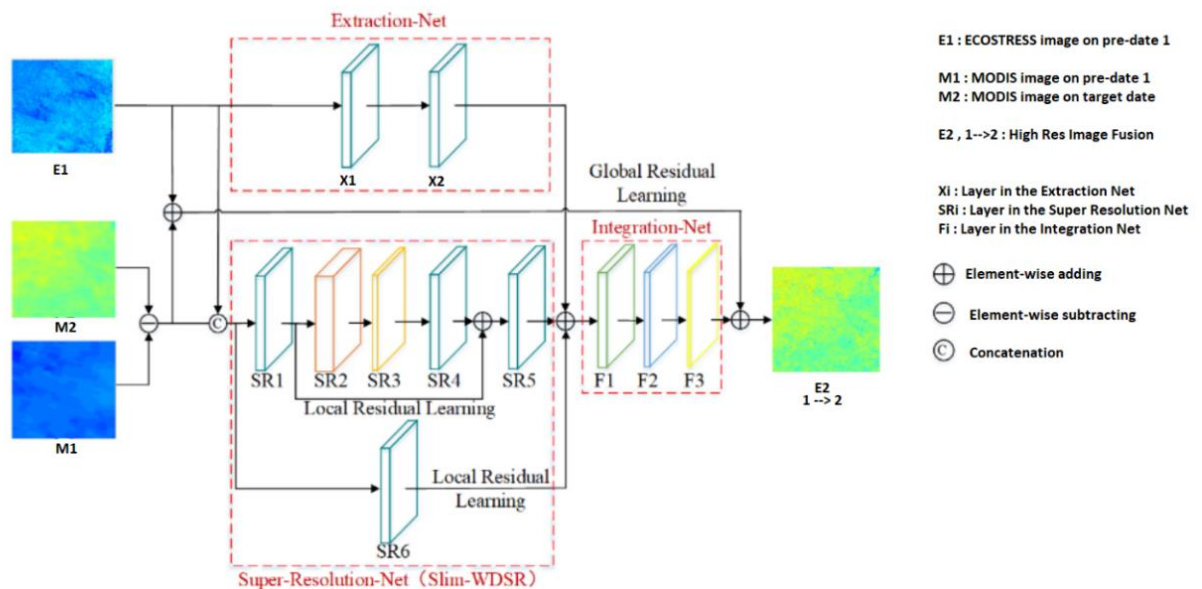 Extraction-Net
X1
X2
E1
Global Residual
Learning
M2
M1
C
SR1
SR2
SR3
SR4
SR5
Local Residual Learning
SR6
Local Residual
Learning
Super-Resolution-Net（Slim-WDSR）
Integration-Net
F1
F2
F3
E2
1 --> 2
E1 : ECOSTRESS image on pre-date 1
M1 : MODIS image on pre-date 1
M2 : MODIS image on target date
E2 , 1-->2 : High Res Image Fusion
Xi : Layer in the Extraction Net
SRi : Layer in the Super Resolution Net
Fi : Layer in the Integration Net
Element-wise adding
Element-wise subtracting
C Concatenation